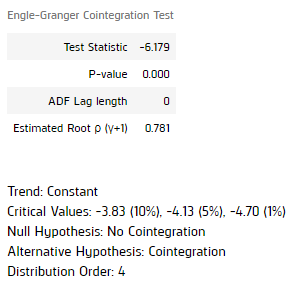 Engle-Granger Cointegration Test
Test Statistic -6.179
P-value 0.000
ADF Lag length 0
Estimated Root ρ (γ+1) 0.781
Trend: Constant
Critical Values: -3.83 (10%), -4.13 (5%), -4.70 (1%)
Null Hypothesis: No Cointegration
Alternative Hypothesis: Cointegration
Distribution Order: 4